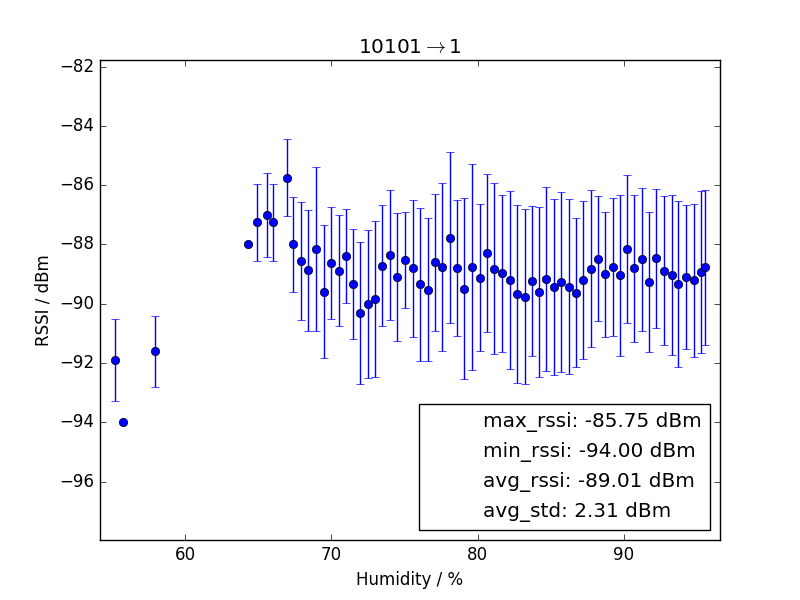 10101→1
−82
−84
−86
−88
−90
−92
−94
−96
RSSI / dBm
max_rssi: -85.75 dBm
min_rssi: -94.00 dBm
avg_rssi: -89.01 dBm
avg_std: 2.31 dBm
60 70 80 90
Humidity / %